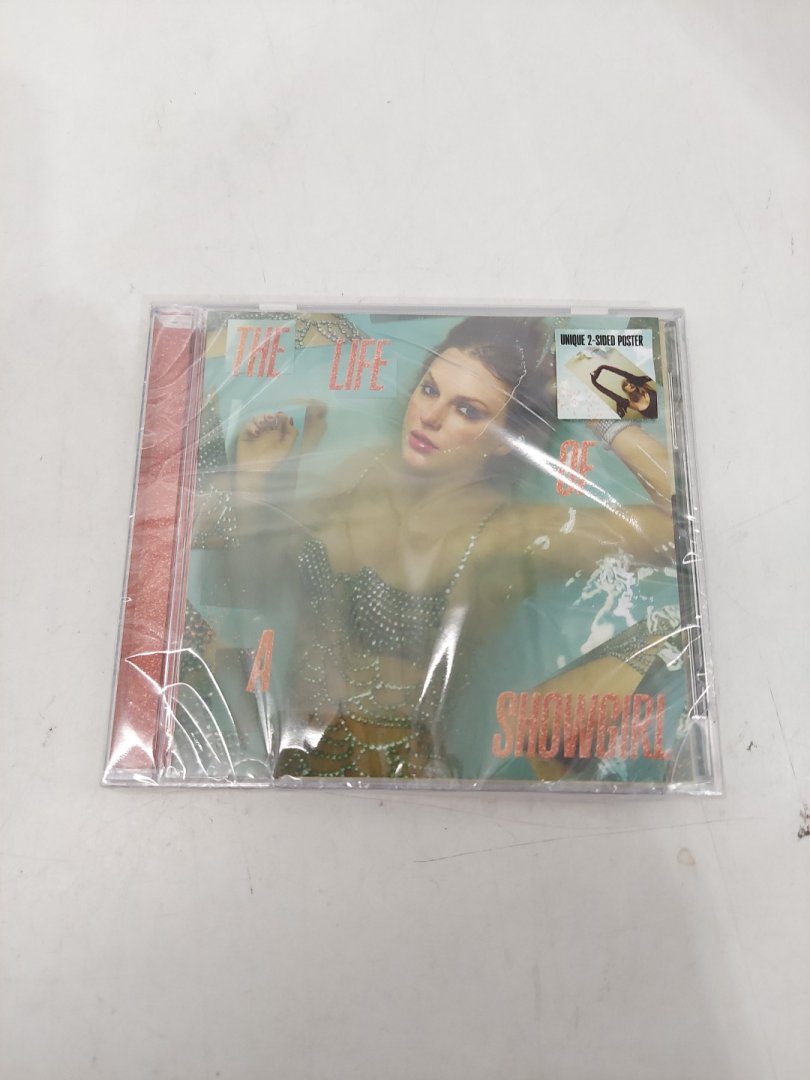 THE LIFE
UNIQUE 2-SIDED POSTER
OF
A
SHOWGIRL